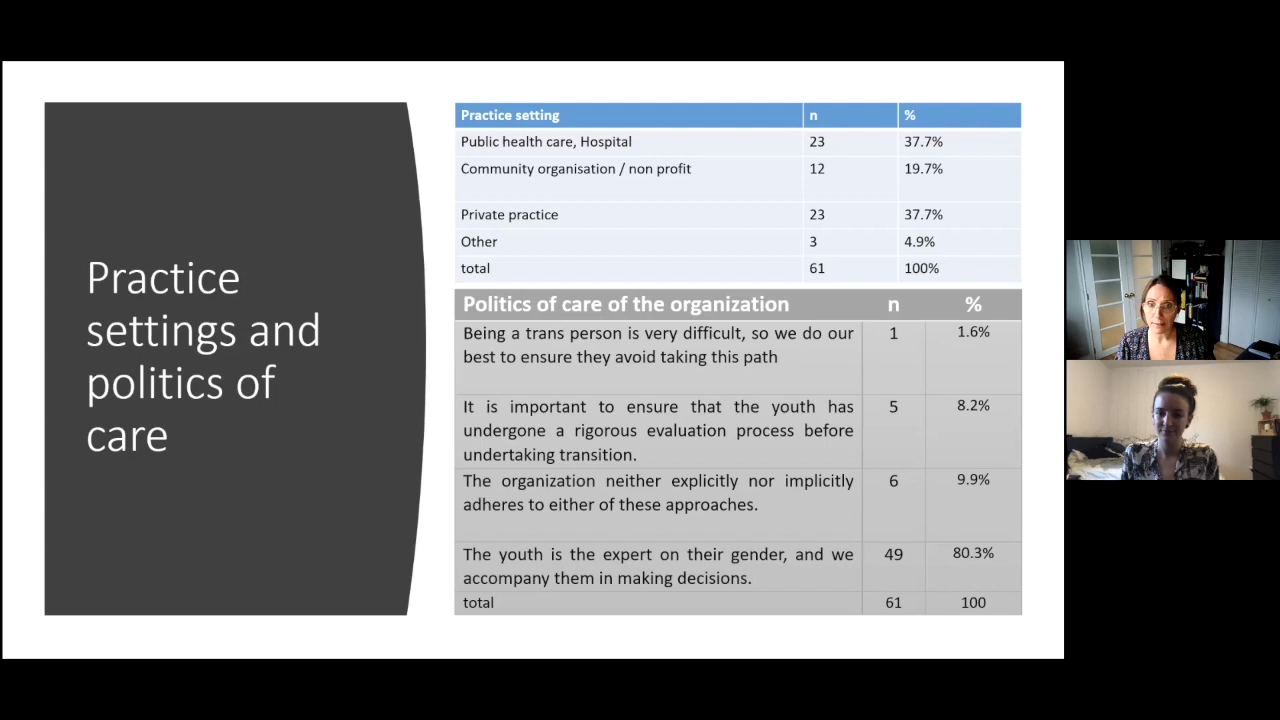 Practice
settings and
politics of
care
Practice setting n %
Public health care, Hospital 23 37.7%
Community organisation / non profit 12 19.7%
Private practice 23 37.7%
Other 3 4.9%
total 61 100%
Politics of care of the organization n %
Being a trans person is very difficult, so we do our 1 1.6%
best to ensure they avoid taking this path
It is important to ensure that the youth has 5 8.2%
undergone a rigorous evaluation process before
undertaking transition.
The organization neither explicitly nor implicitly 6 9.9%
adheres to either of these approaches.
The youth is the expert on their gender, and we 49 80.3%
accompany them in making decisions.
total 61 100